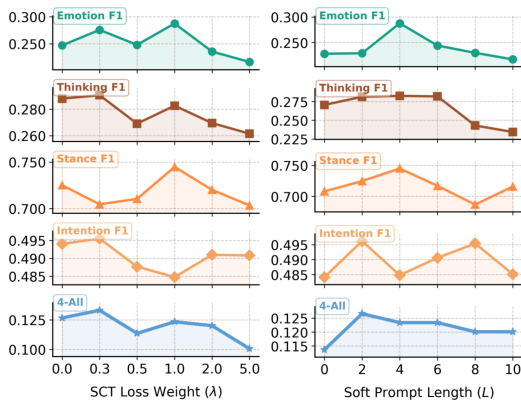 Emotion F1
0.300
0.250
Thinking F1
0.280
0.260
Stance F1
0.750
0.700
Intention F1
0.495
0.485
4-All
0.125
0.100
0.0 0.3 0.5 1.0 2.0 5.0
SCT Loss Weight (λ)
Emotion F1
0.300
0.250
Thinking F1
0.275
0.250
0.225
Stance F1
0.750
0.700
Intention F1
0.495
0.485
4-All
0.125
0.120
0.115
0 2 4 6 8 10
Soft Prompt Length (L)